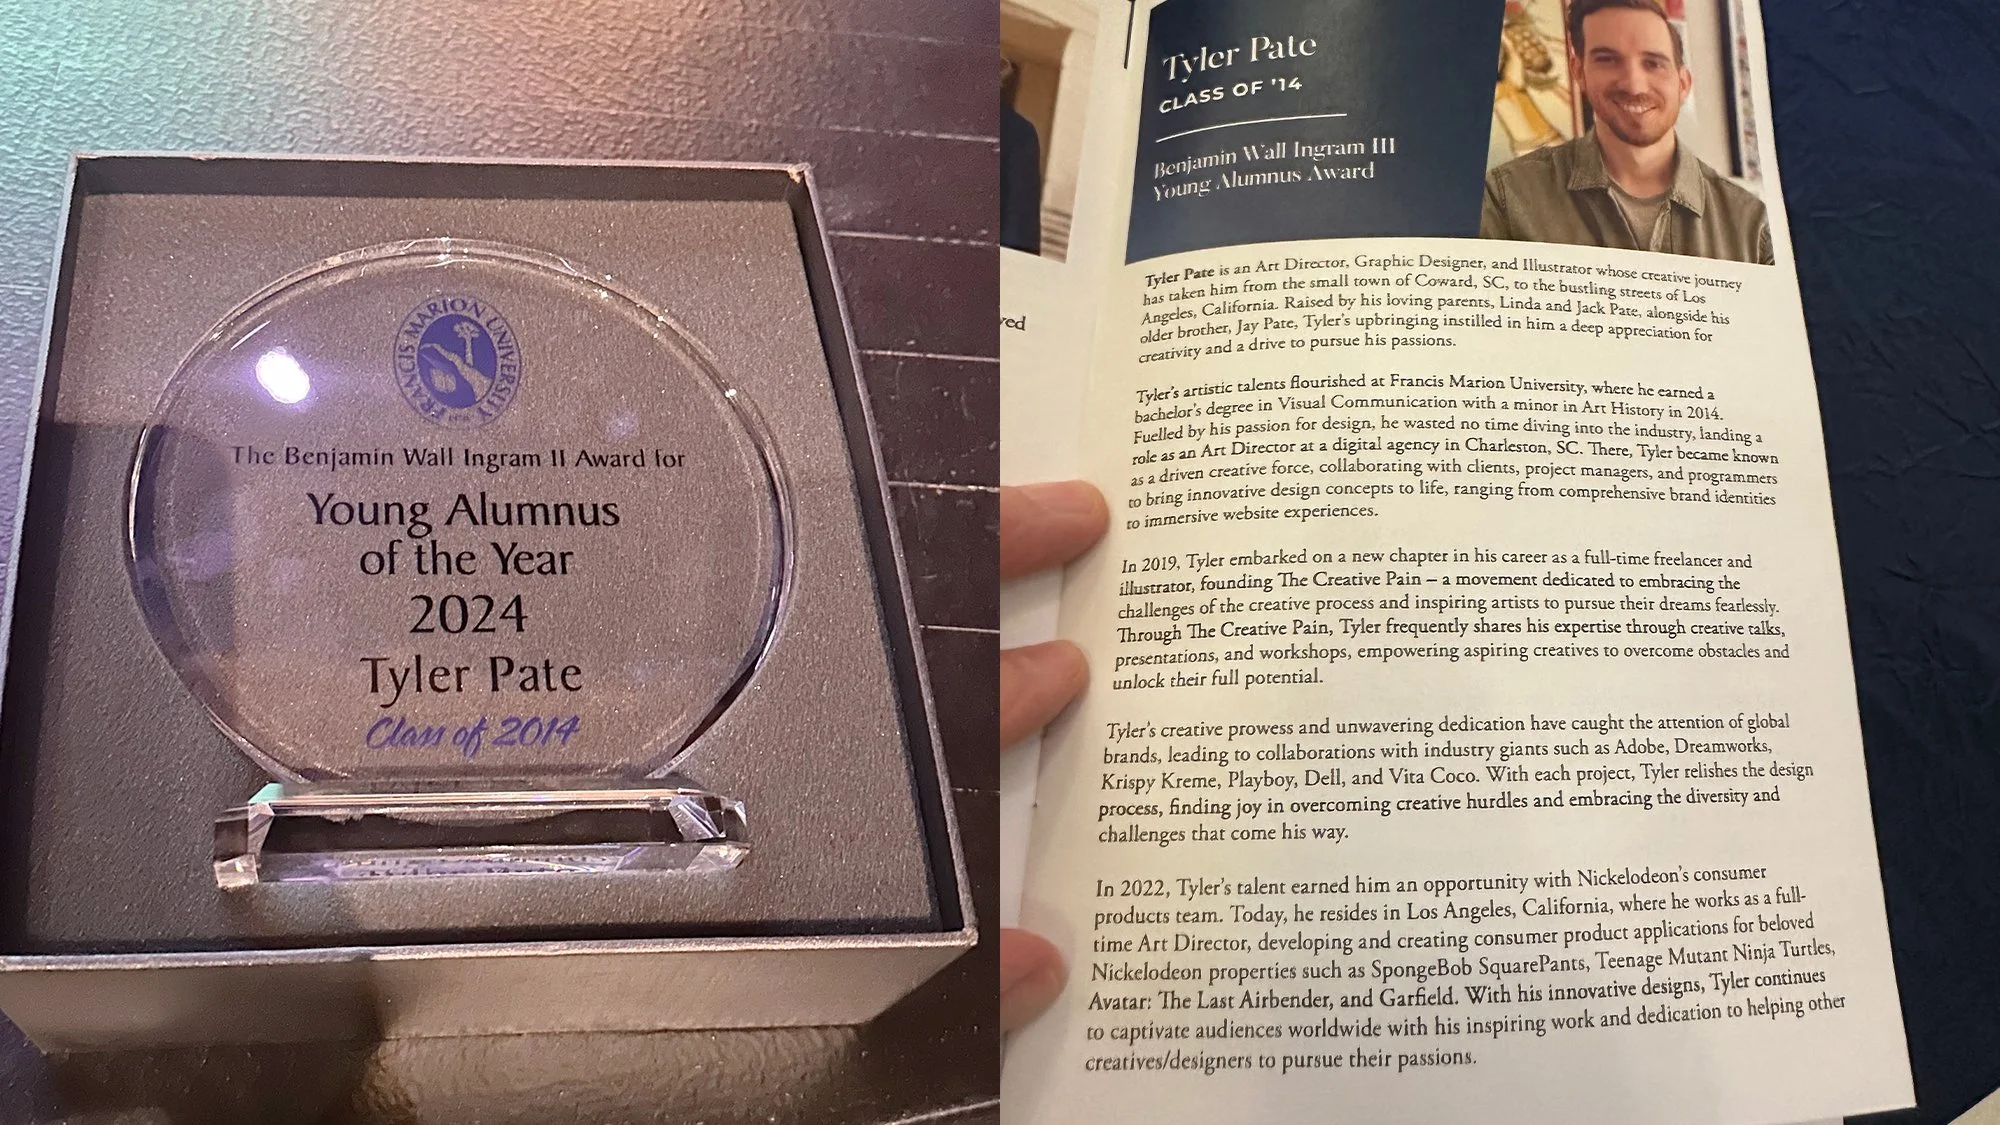 FRANCIS MARION UNIVERSITY
The Benjamin Wall Ingram II Award for
Young Alumnus
of the Year
2024
Tyler Pate
Class of 2014
ved
Tyler Pate
CLASS OF '14
Benjamin Wall Ingram III
Young Alumnus Award
Tyler Pate is an Art Director, Graphic Designer, and Illustrator whose creative journey
has taken him from the small town of Coward, SC, to the bustling streets of Los
Angeles, California. Raised by his loving parents, Linda and Jack Pate, alongside his
older brother, Jay Pate, Tyler's upbringing instilled in him a deep appreciation for
creativity and a drive to pursue his passions.
Tyler's artistic talents flourished at Francis Marion University, where he earned a
bachelor's degree in Visual Communication with a minor in Art History in 2014.
Fuelled by his passion for design, he wasted no time diving into the industry, landing a
role as an Art Director at a digital agency in Charleston, SC. There, Tyler became known
as a driven creative force, collaborating with clients, project managers, and programmers
to bring innovative design concepts to life, ranging from comprehensive brand identities
to immersive website experiences.
In 2019, Tyler embarked on a new chapter in his career as a full-time freelancer and
illustrator, founding The Creative Pain – a movement dedicated to embracing the
challenges of the creative process and inspiring artists to pursue their dreams fearlessly.
Through The Creative Pain, Tyler frequently shares his expertise through creative talks,
presentations, and workshops, empowering aspiring creatives to overcome obstacles and
unlock their full potential.
Tyler's creative prowess and unwavering dedication have caught the attention of global
brands, leading to collaborations with industry giants such as Adobe, Dreamworks,
Krispy Kreme, Playboy, Dell, and Vita Coco. With each project, Tyler relishes the design
process, finding joy in overcoming creative hurdles and embracing the diversity and
challenges that come his way.
In 2022, Tyler's talent earned him an opportunity with Nickelodeon's consumer
products team. Today, he resides in Los Angeles, California, where he works as a full-
time Art Director, developing and creating consumer product applications for beloved
Nickelodeon properties such as SpongeBob SquarePants, Teenage Mutant Ninja Turtles,
Avatar: The Last Airbender, and Garfield. With his innovative designs, Tyler continues
to captivate audiences worldwide with his inspiring work and dedication to helping other
creatives/designers to pursue their passions.